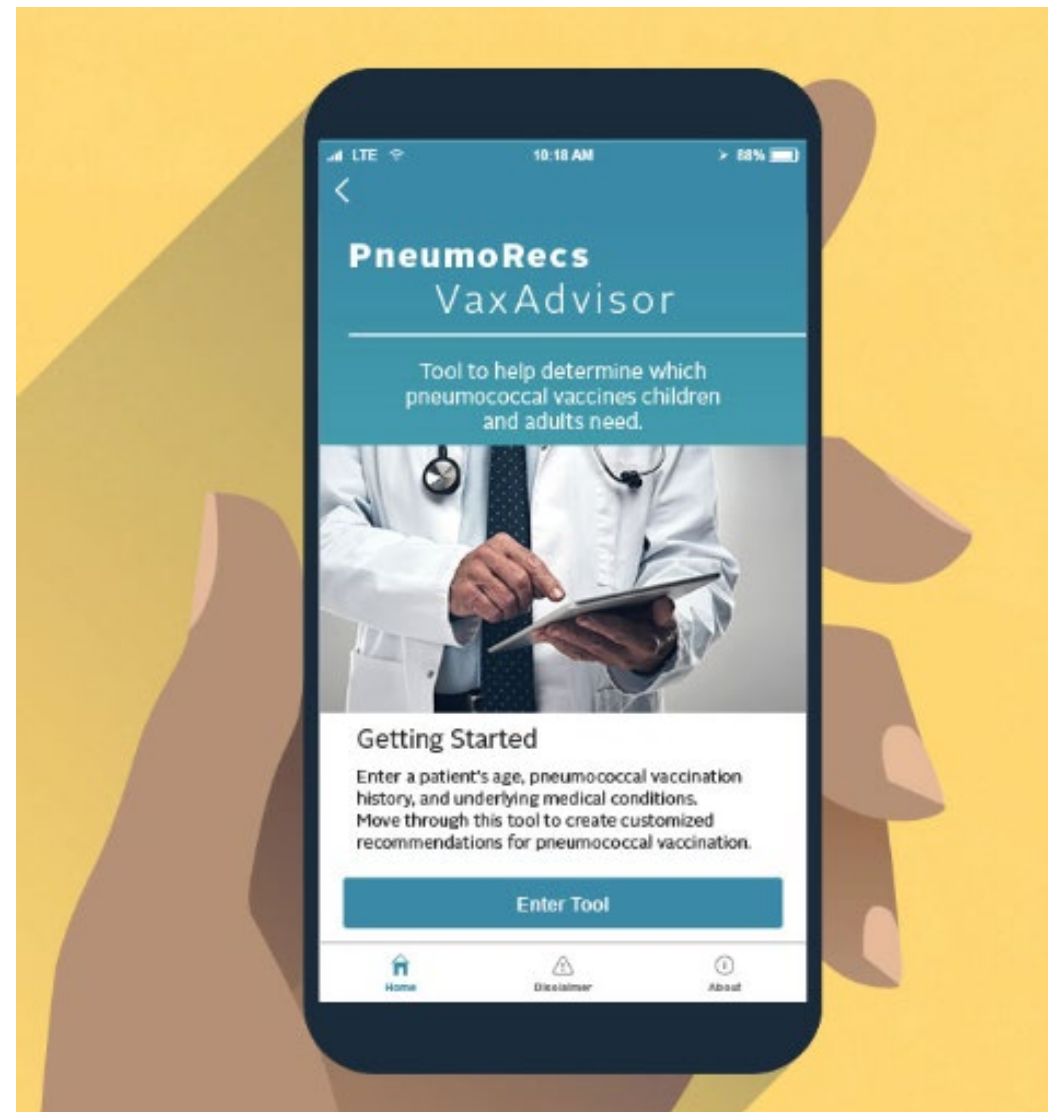 LTE 10:18 AM 88%
PneumoRecs
VaxAdvisor
Tool to help determine which
pneumococcal vaccines children
and adults need.
Getting Started
Enter a patient's age, pneumococcal vaccination
history, and underlying medical conditions.
Move through this tool to create customized
recommendations for pneumococcal vaccination.
Enter Tool
Home Disclaimer About